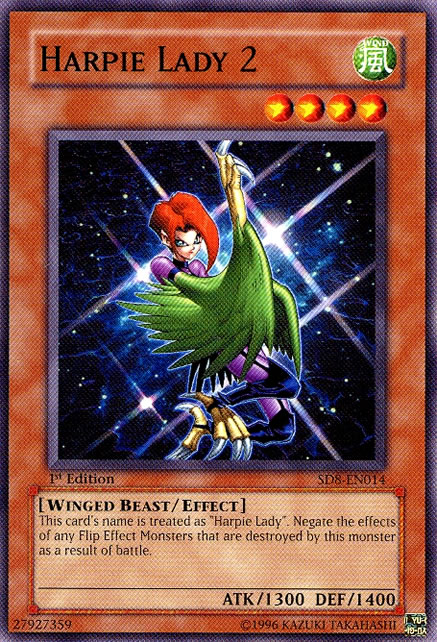 HARPIE LADY 2
WIND
風
1st Edition
SD8-EN014
[WINGED BEAST/EFFECT]
This card's name is treated as "Harpie Lady". Negate the effects
of any Flip Effect Monsters that are destroyed by this monster
as a result of battle.
ATK/1300 DEF/1400
27927359
©1996 KAZUKI TAKAHASHI